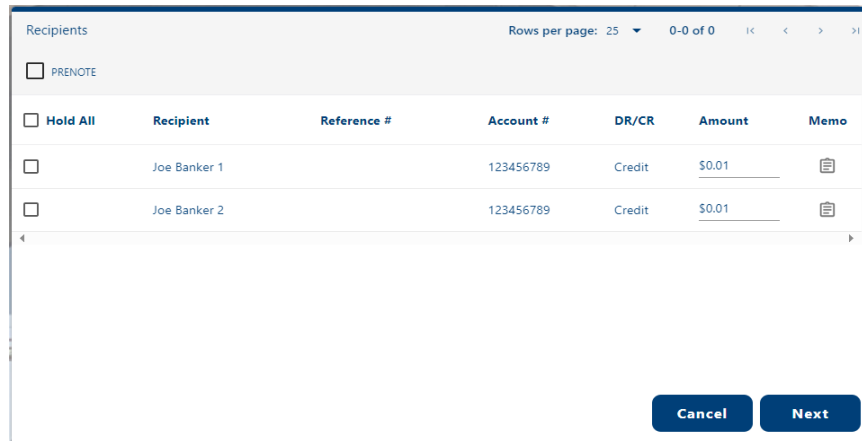 Recipients Rows per page: 25 0-0 of 0
PRENOTE
Hold All Recipient Reference # Account # DR/CR Amount Memo
Joe Banker 1 123456789 Credit $0.01
Joe Banker 2 123456789 Credit $0.01
Cancel Next